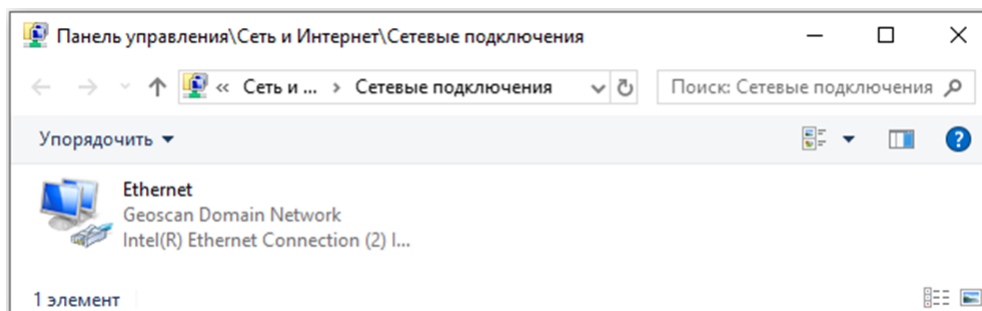 Панель управления\Сеть и Интернет\Сетевые подключения
« Сеть и ... › Сетевые подключения
Поиск: Сетевые подключения
Упорядочить
Ethernet
Geoscan Domain Network
Intel(R) Ethernet Connection (2) I...
1 элемент